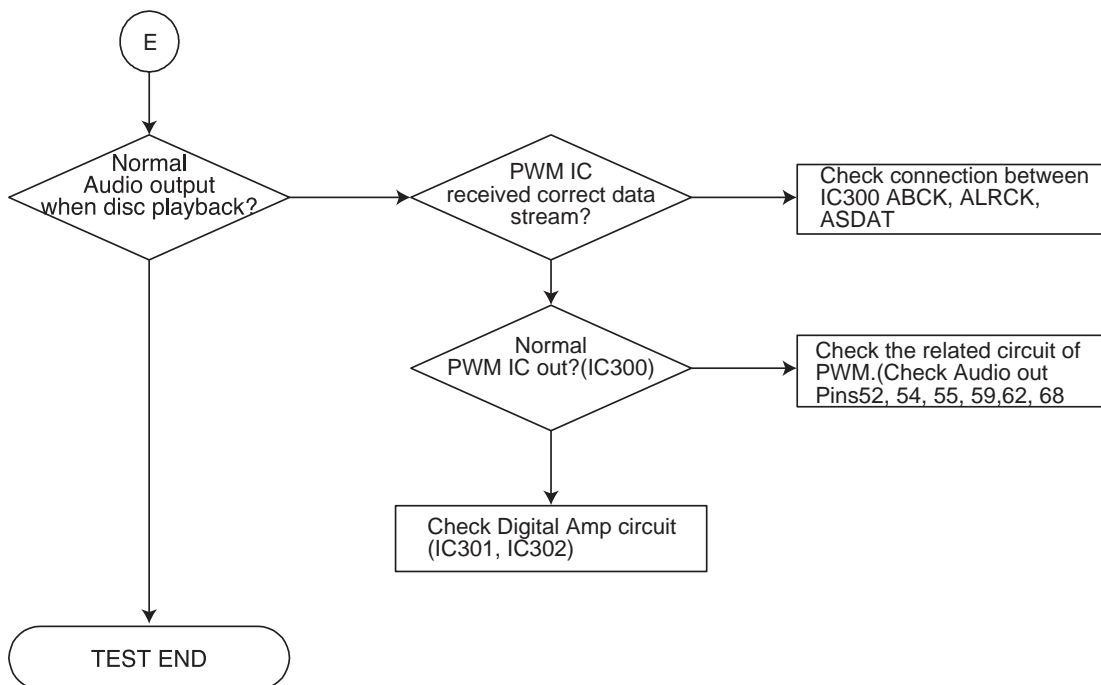 E
Normal
Audio output
when disc playback?
PWM IC
received correct data
stream?
Check connection between
IC300 ABCK, ALRCK,
ASDAT
Normal
PWM IC out?(IC300)
Check the related circuit of
PWM.(Check Audio out
Pins52, 54, 55, 59,62, 68
Check Digital Amp circuit
(IC301, IC302)
TEST END